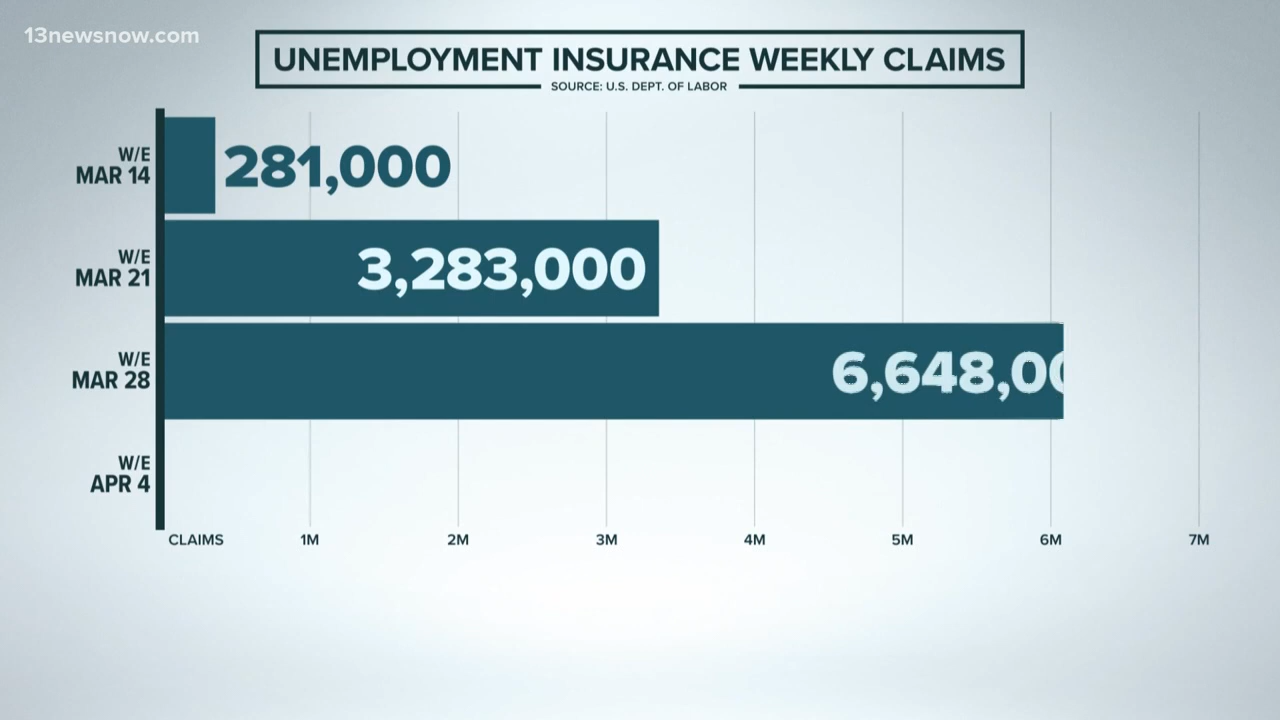 13newsnow.com
UNEMPLOYMENT INSURANCE WEEKLY CLAIMS
SOURCE: U.S. DEPT. OF LABOR
W/E
MAR 14
281,000
W/E
MAR 21
3,283,000
W/E
MAR 28
6,648,00
W/E
APR 4
CLAIMS 1M 2M 3M 4M 5M 6M 7M